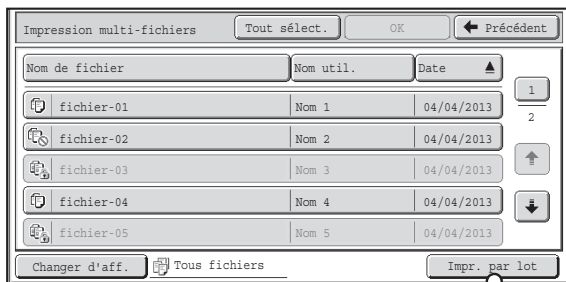 Impression multi-fichiers Tout sélect. OK Précédent
Nom de fichier Nom util. Date
fichier-01 Nom 1 04/04/2013
fichier-02 Nom 2 04/04/2013
fichier-03 Nom 3 04/04/2013
fichier-04 Nom 4 04/04/2013
fichier-05 Nom 5 04/04/2013
1
2
Changer d'aff. Tous fichiers Impr. par lot